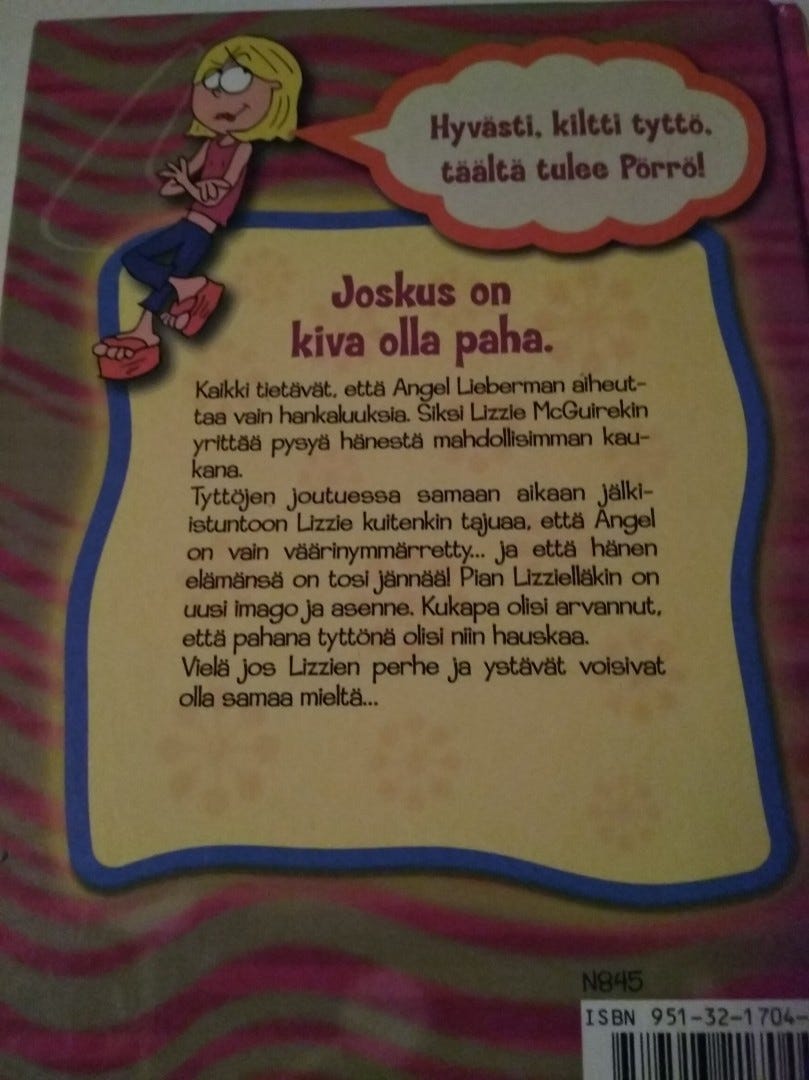 Hyvästi, kiltti tyttö,
täältä tulee Pörrö!
Joskus on
kiva olla paha.
Kaikki tietävät, että Angel Lieberman aiheut-
taa vain hankaluuksia. Siksi Lizzie McGuirekin
yrittää pysyä hänestä mahdollisimman kau-
kana.
Tyttöjen joutuessa samaan aikaan jälki-
istuntoon Lizzie kuitenkin tajuaa, että Angel
on vain väärinymmärretty... ja että hänen
elämänsä on tosi jännää! Pian Lizzielläkin on
uusi imago ja asenne. Kukapa olisi arvannut,
että pahana tyttönä olisi niin hauskaa.
Vielä jos Lizzien perhe ja ystävät voisivat
olla samaa mieltä...
N845
ISBN 951-32-1704-